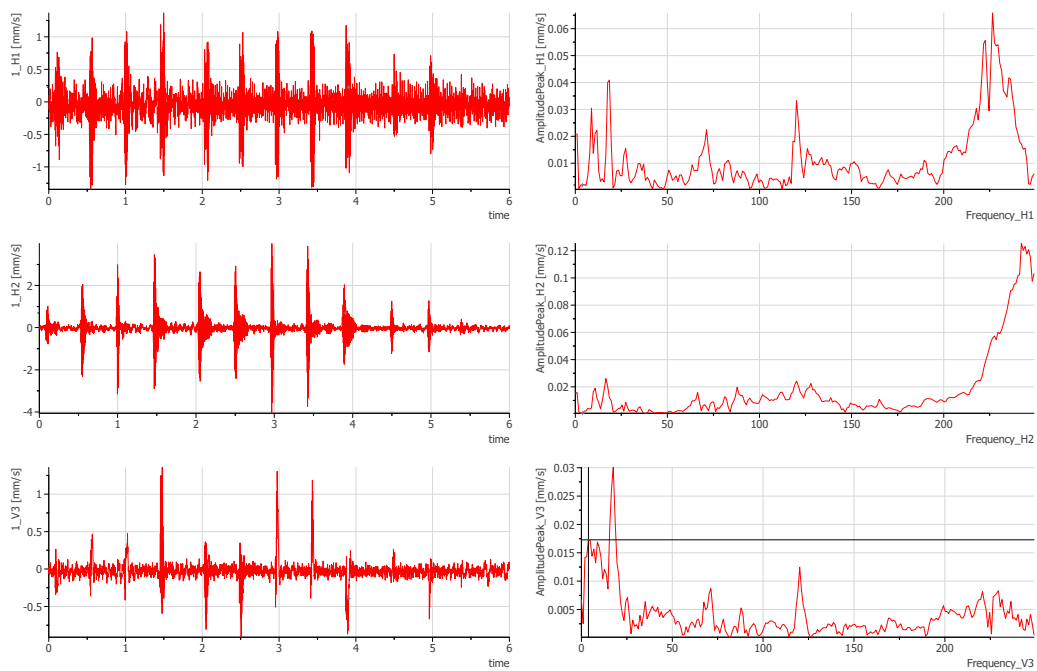 1_H1 [mm/s]
1
0.5
0
-0.5
-1
0 1 2 3 4 5 6
time
AmplitudePeak_H1 [mm/s]
0.06
0.05
0.04
0.03
0.02
0.01
0 50 100 150 200
Frequency_H1
1_H2 [mm/s]
2
0
-2
-4
0 1 2 3 4 5 6
time
AmplitudePeak_H2 [mm/s]
0.12
0.1
0.08
0.06
0.04
0.02
0 50 100 150 200
Frequency_H2
1_V3 [mm/s]
1
0.5
0
-0.5
0 1 2 3 4 5 6
time
AmplitudePeak_V3 [mm/s]
0.03
0.025
0.02
0.015
0.01
0.005
0 50 100 150 200
Frequency_V3